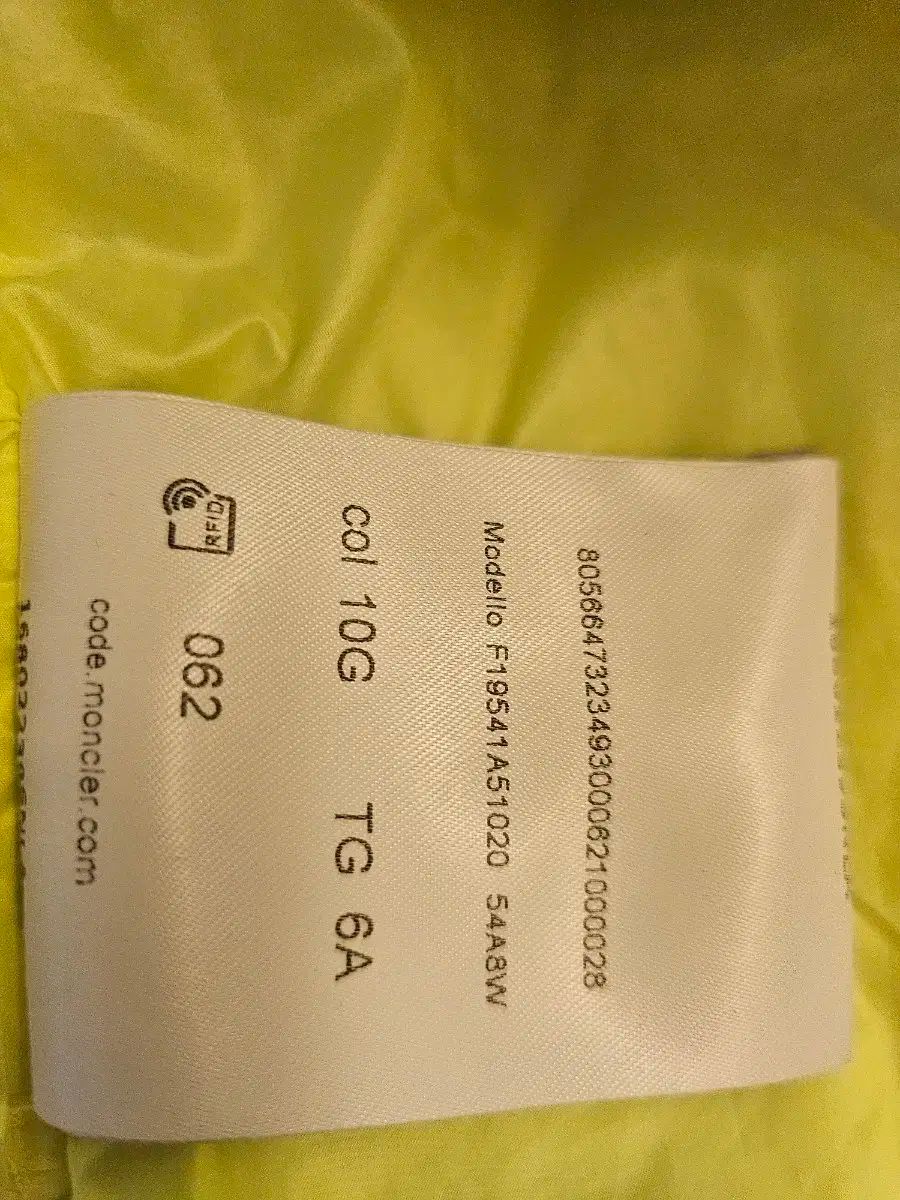 8056647323493000621000028
Modello F19541A51020 54A8W
col 10G TG 6A
RFID 062
code.moncler.com